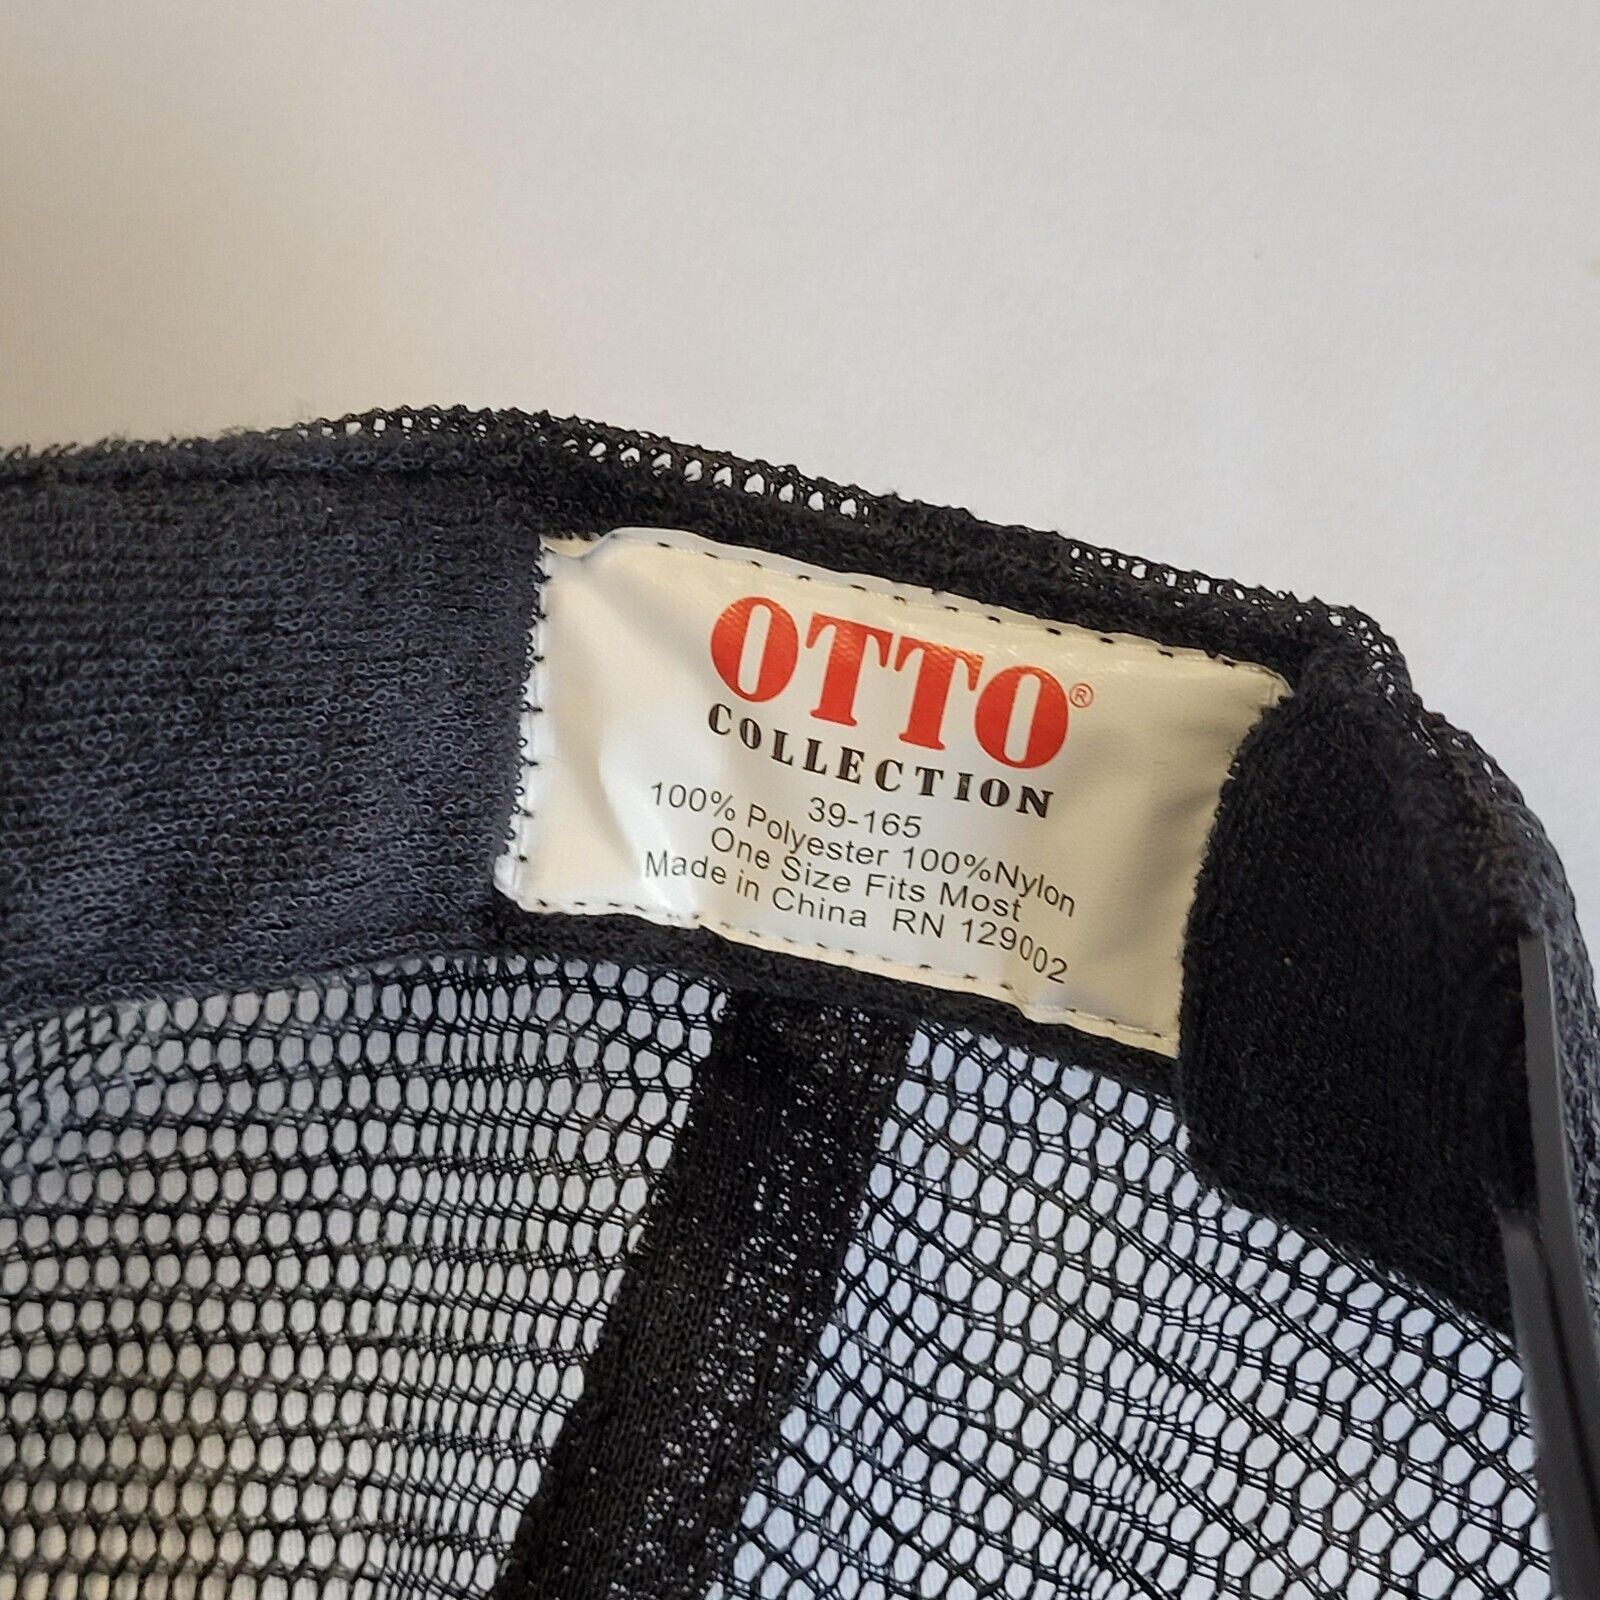 OTTO®
COLLECTION
39-165
100% Polyester 100%Nylon
One Size Fits Most
Made in China RN 129002